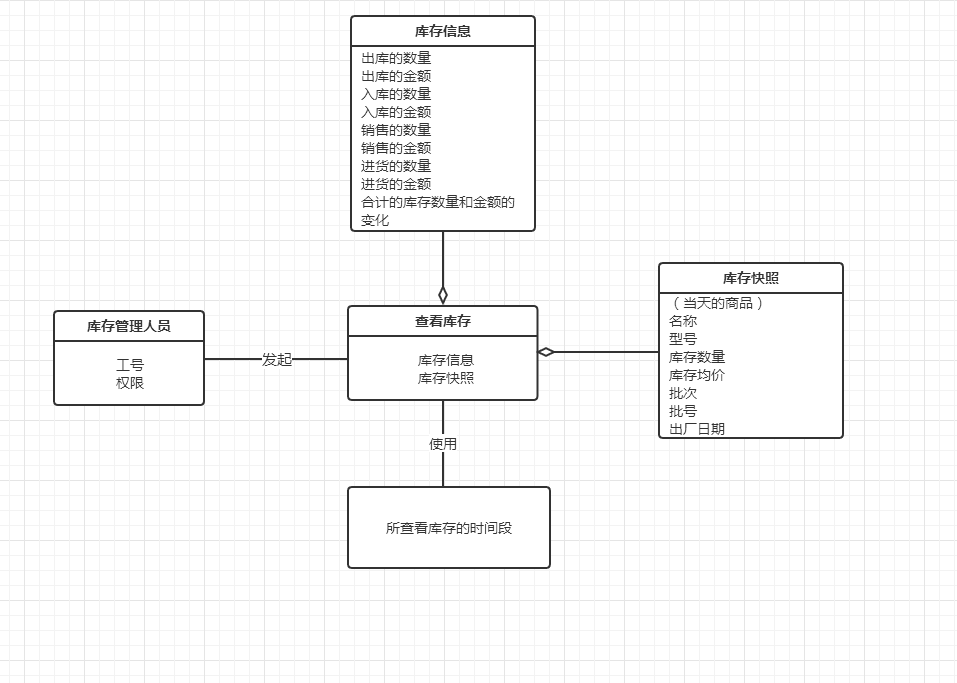 库存信息
出库的数量
出库的金额
入库的数量
入库的金额
销售的数量
销售的金额
进货的数量
进货的金额
合计的库存数量和金额的
变化
库存快照
（当天的商品）
名称
型号
库存数量
库存均价
批次
批号
出厂日期
库存管理人员
工号
权限
发起
查看库存
库存信息
库存快照
使用
所查看库存的时间段